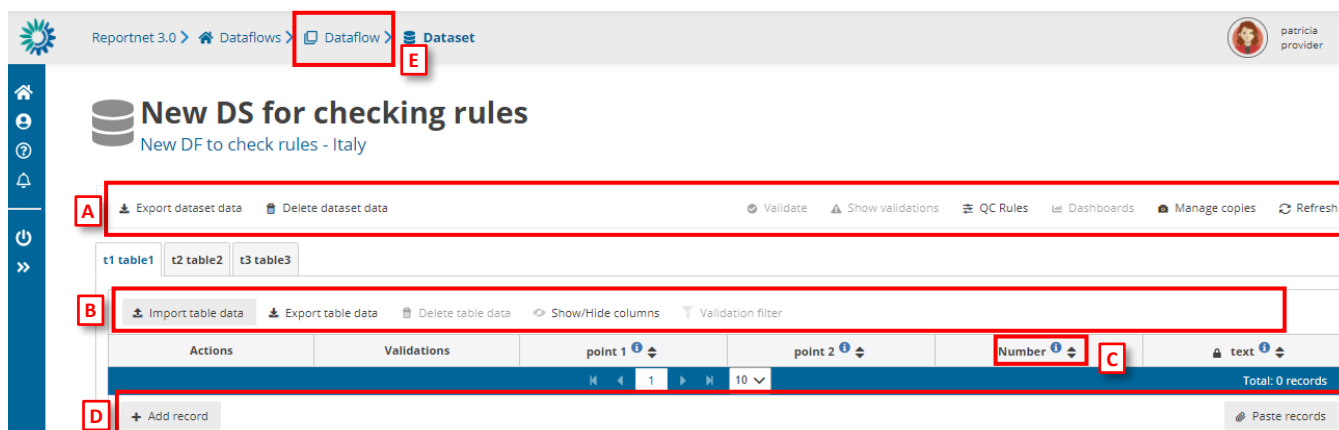 Reportnet 3.0 Dataflows Dataflow Dataset
patricia
provider
E
New DS for checking rules
New DF to check rules - Italy
A Export dataset data Delete dataset data Validate Show validations QC Rules Dashboards Manage copies Refresh
t1 table1 t2 table2 t3 table3
B Import table data Export table data Delete table data Show/Hide columns Validation filter
Actions Validations point 1 point 2 Number C text
1 10 Total: 0 records
D + Add record Paste records